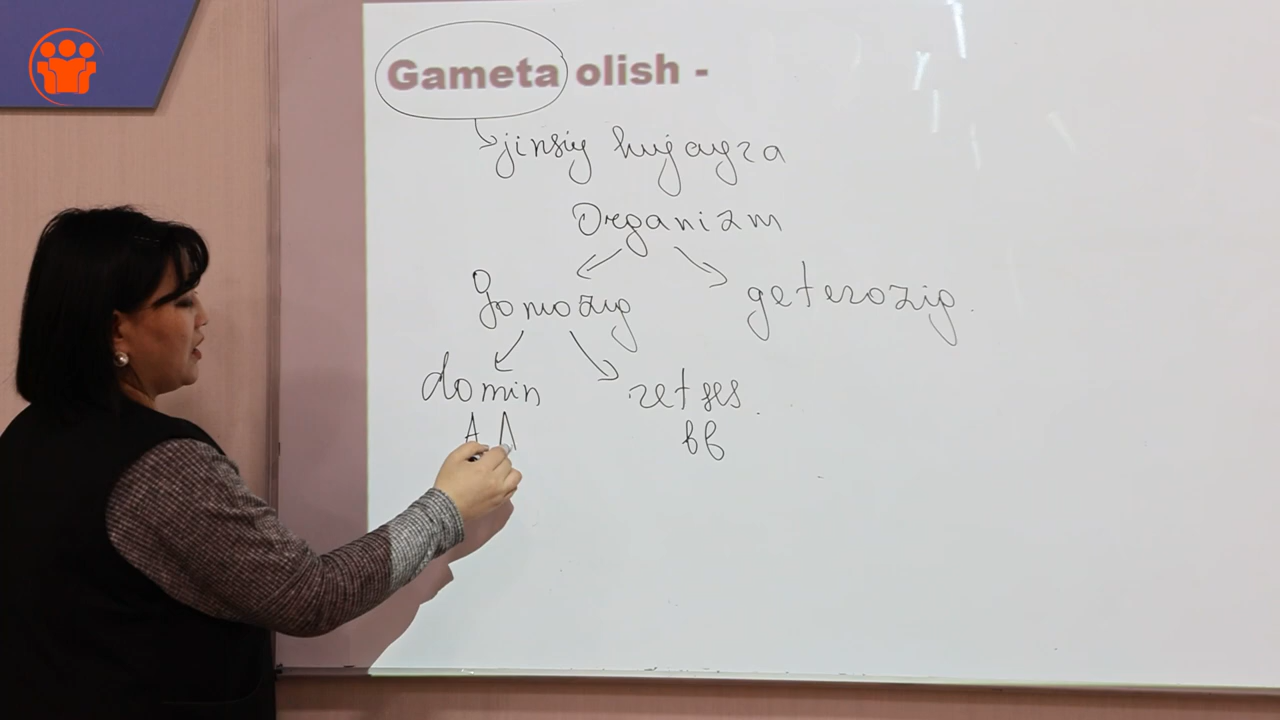 Gameta olish -
jinsiy hujayra
Organizm
gomozig geterozig.
domin retses.
AA bb